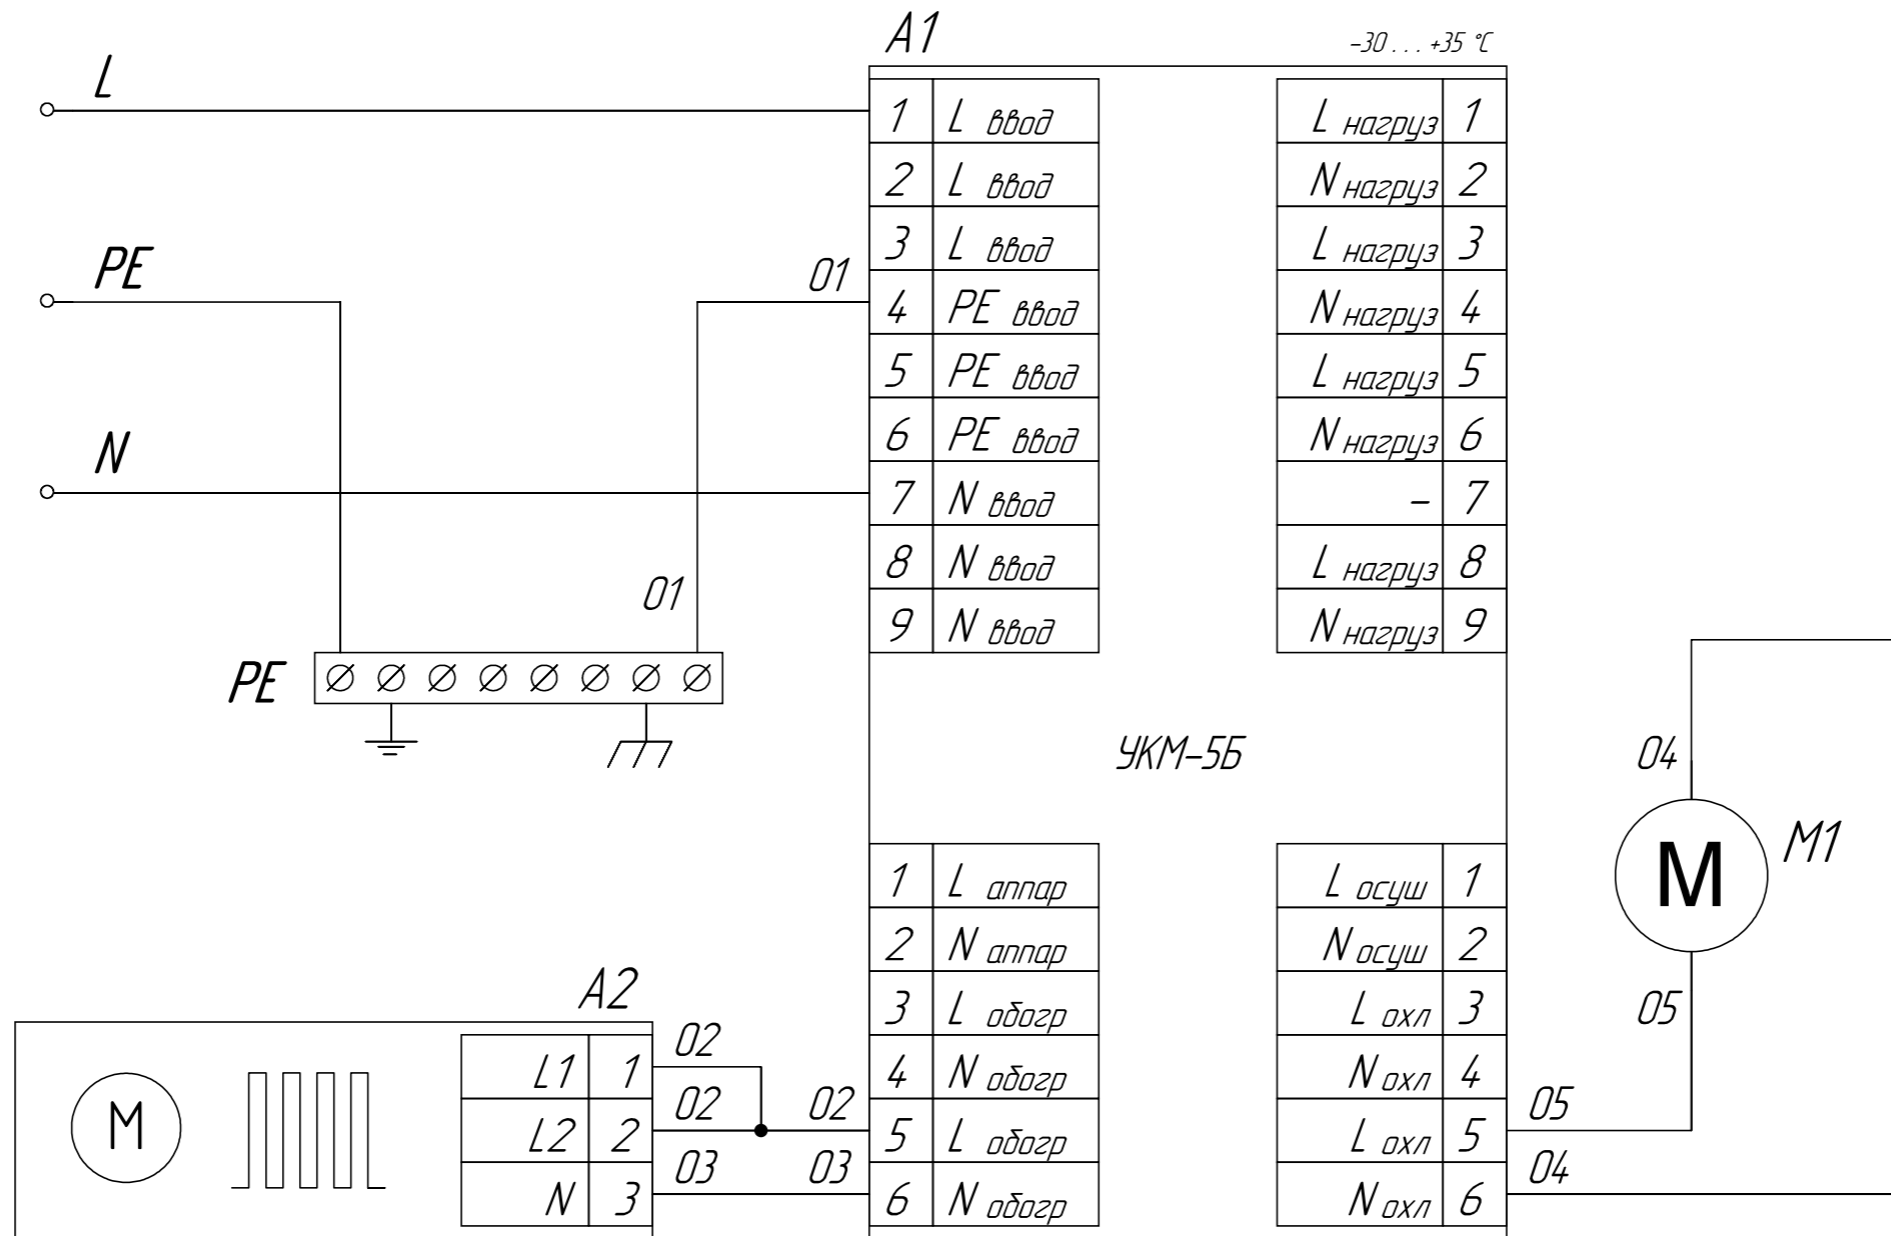 A1
-30 . . . +35 °C
L
1 L ввод
L нагруз 1
2 L ввод
N нагруз 2
3 L ввод
L нагруз 3
PE
01
4 PE ввод
N нагруз 4
5 PE ввод
L нагруз 5
N
6 PE ввод
N нагруз 6
7 N ввод
- 7
8 N ввод
L нагруз 8
01
9 N ввод
N нагруз 9
PE
УКМ-5Б
04
M
M1
1 L аппар
L осуш 1
2 N аппар
N осуш 2
A2
3 L обогр
L охл 3
05
02
L1 1
4 N обогр
N охл 4
M
02
02
05
L2 2
5 L обогр
L охл 5
03
03
04
N 3
6 N обогр
N охл 6